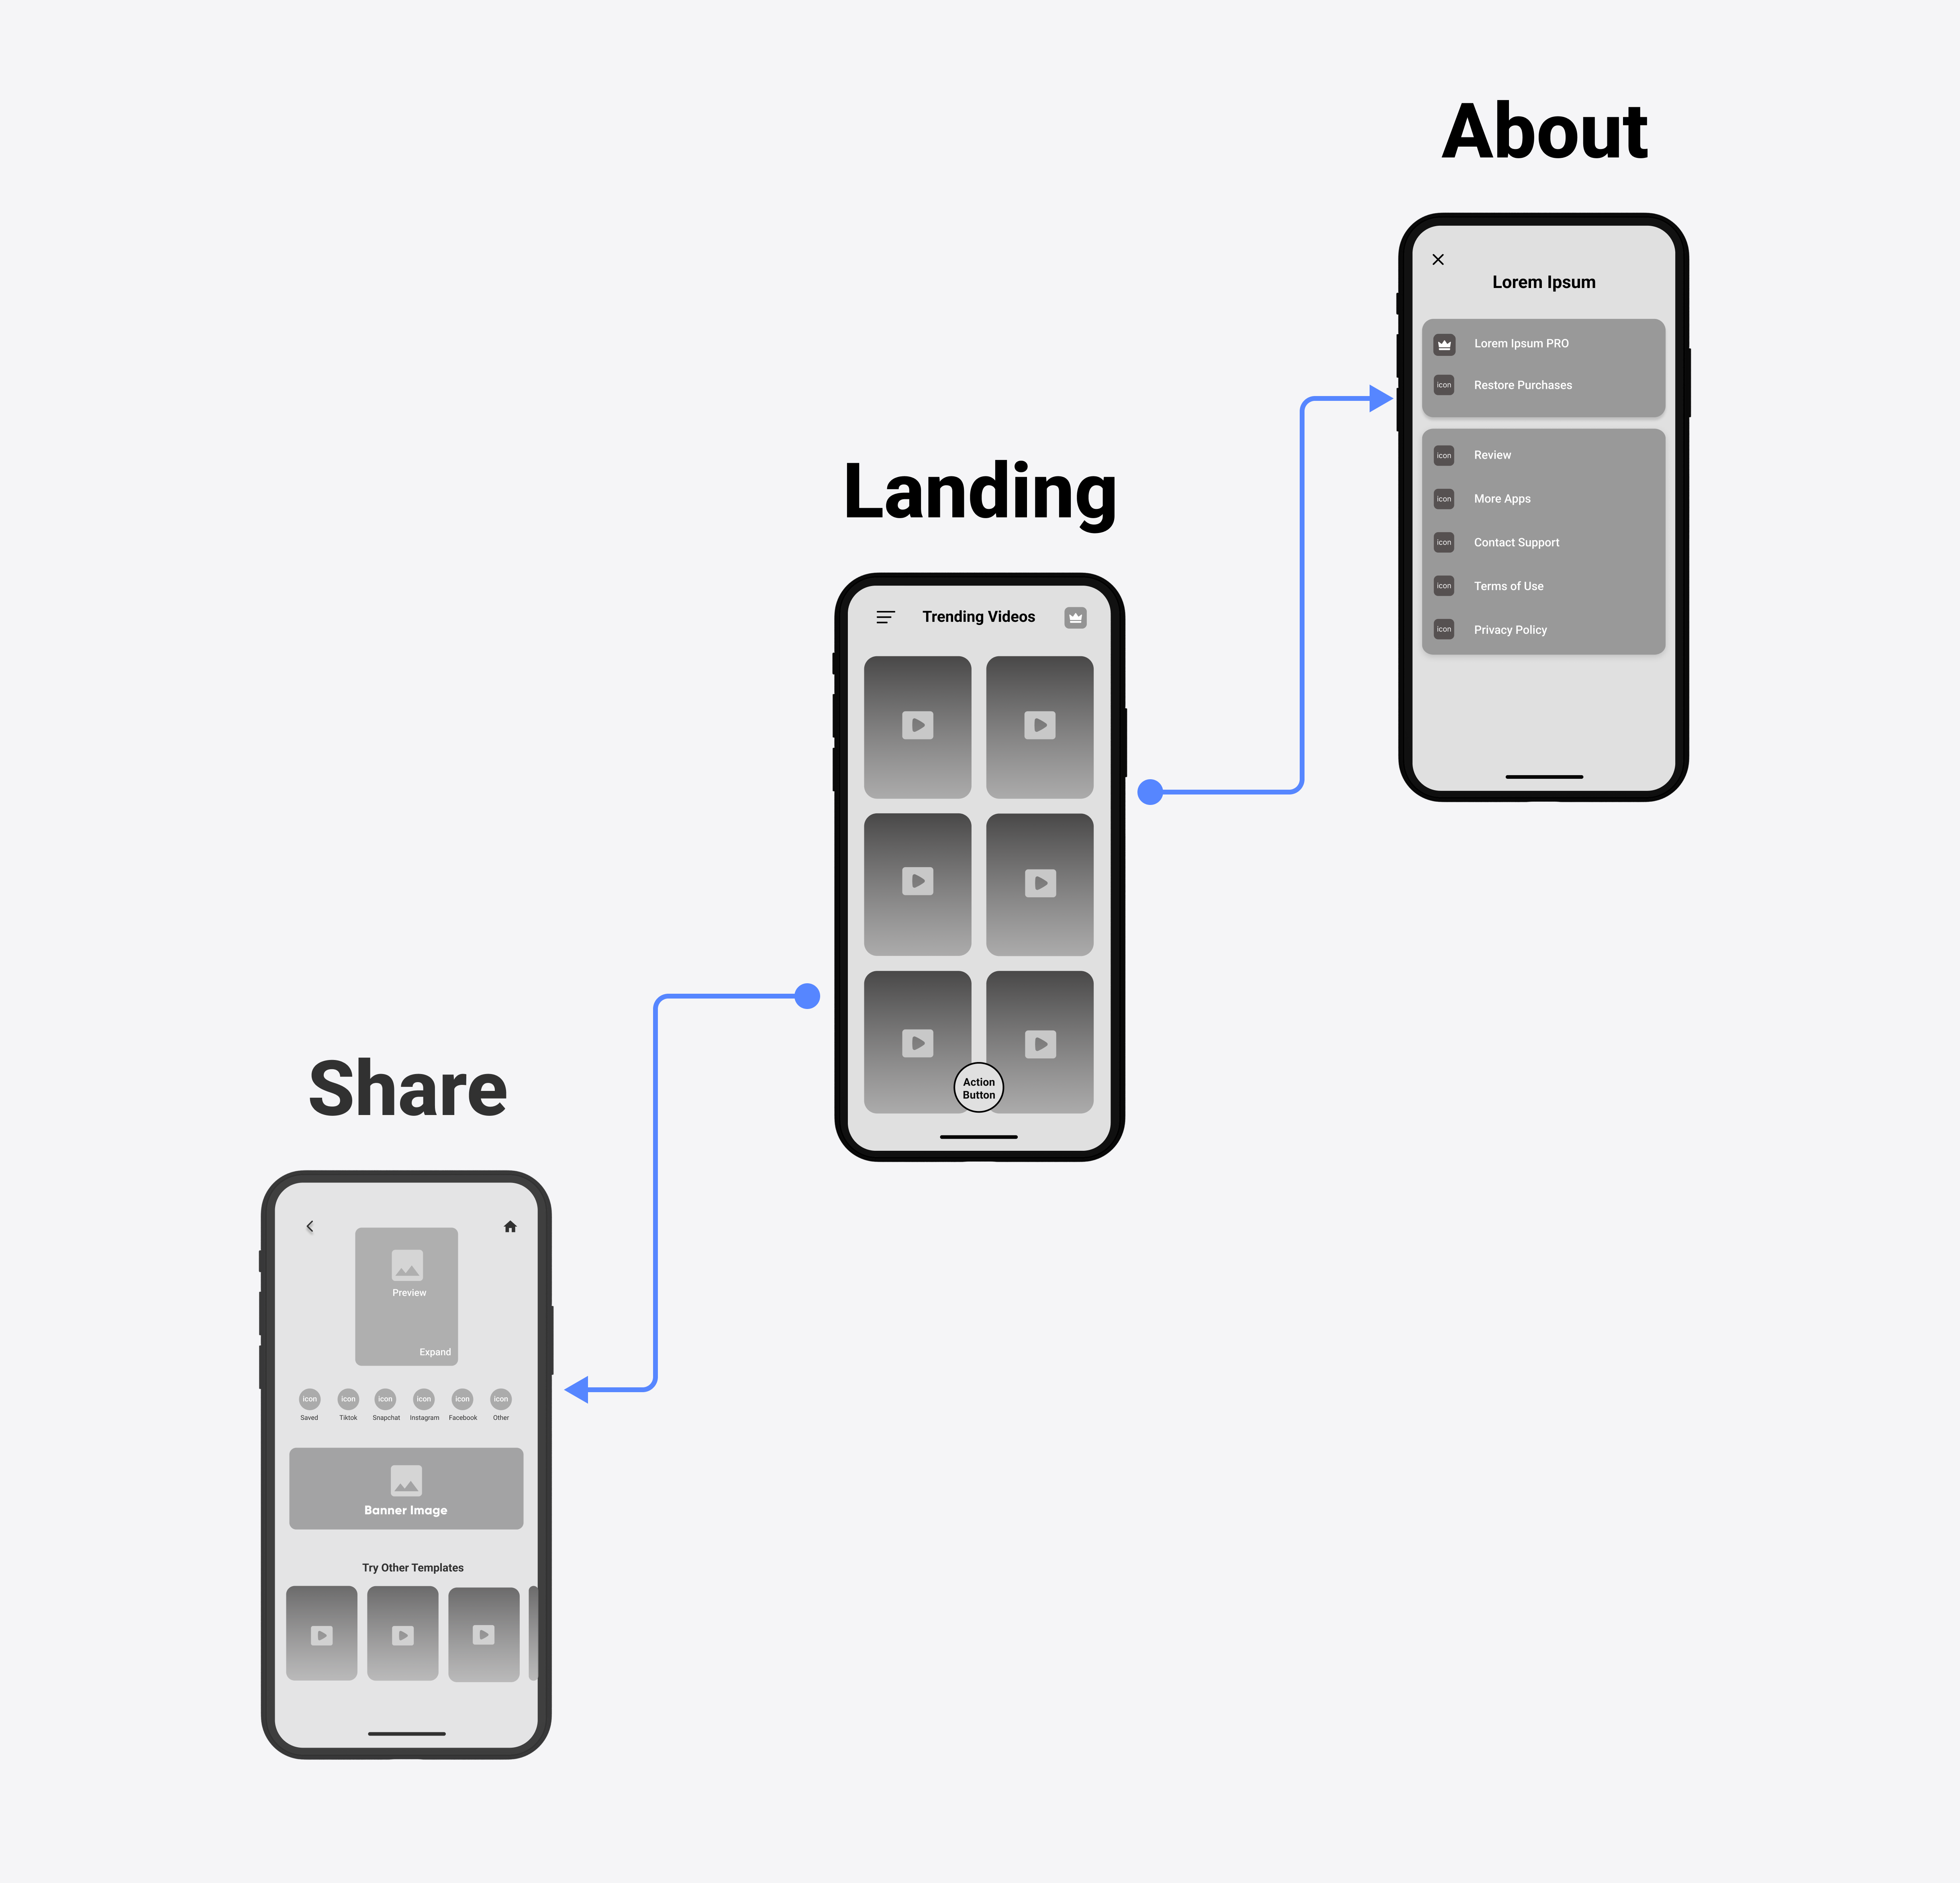 About
Lorem Ipsum
Lorem Ipsum PRO
icon Restore Purchases
icon Review
icon More Apps
icon Contact Support
icon Terms of Use
icon Privacy Policy
Landing
Trending Videos
Action
Button
Share
Preview
Expand
icon icon icon icon icon icon
Saved Tiktok Snapchat Instagram Facebook Other
Banner Image
Try Other Templates